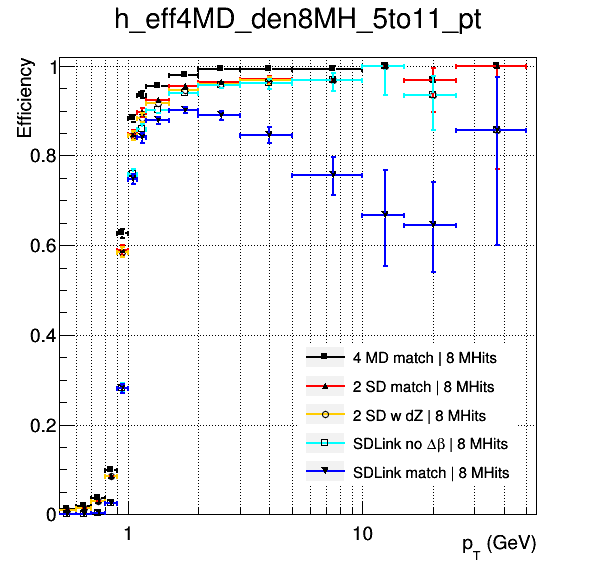 h_eff4MD_den8MH_5to11_pt
Efficiency
1
0.8
0.6
0.4
0.2
0
4 MD match | 8 MHits
2 SD match | 8 MHits
2 SD w dZ | 8 MHits
SDLink no Δβ | 8 MHits
SDLink match | 8 MHits
1
10
p_T (GeV)